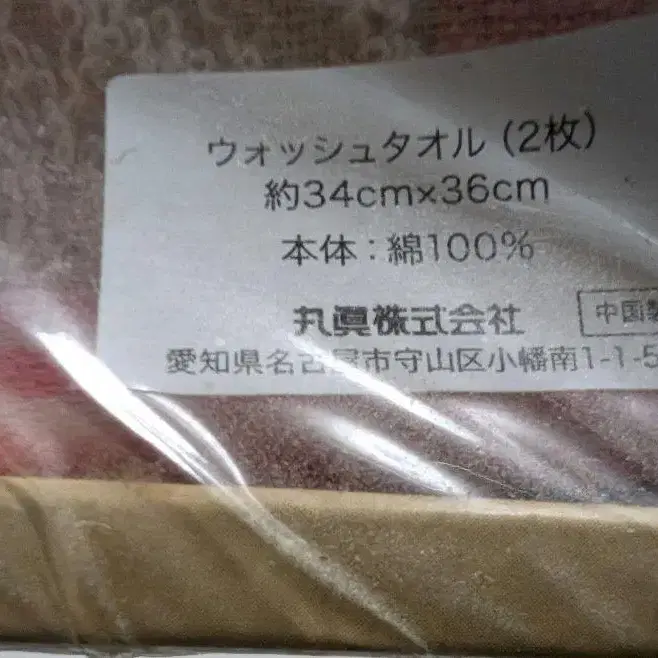 ウォッシュタオル（2枚）
約34cm×36cm
本体：綿100%
丸眞株式会社
中国製
愛知県名古屋市守山区小幡南1-1-5